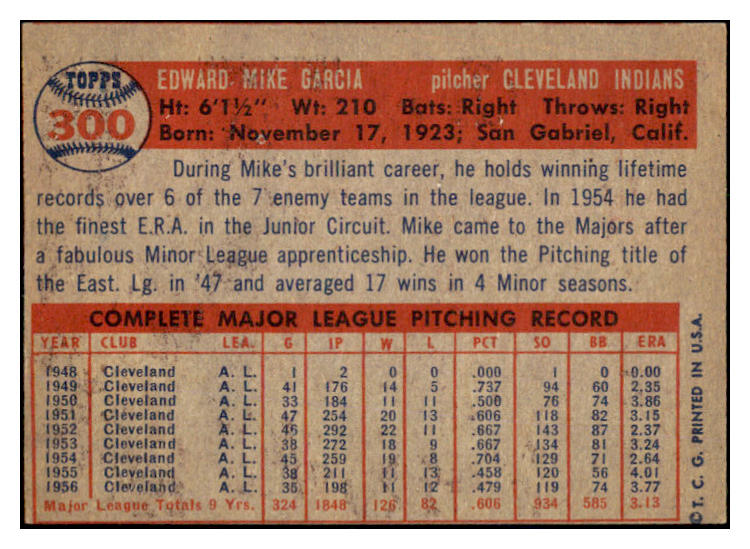 TOPPS
300
EDWARD MIKE GARCIA pitcher CLEVELAND INDIANS
Ht: 6'1½" Wt: 210 Bats: Right Throws: Right
Born: November 17, 1923; San Gabriel, Calif.
During Mike's brilliant career, he holds winning lifetime
records over 6 of the 7 enemy teams in the league. In 1954 he had
the finest E.R.A. in the Junior Circuit. Mike came to the Majors after
a fabulous Minor League apprenticeship. He won the Pitching title of
the East. Lg. in '47 and averaged 17 wins in 4 Minor seasons.
COMPLETE MAJOR LEAGUE PITCHING RECORD
YEAR CLUB LEA. G IP W L PCT SO BB ERA
1948 Cleveland A. L. 1 2 0 0 .000 1 0 0.00
1949 Cleveland A. L. 41 176 14 5 .737 94 60 2.35
1950 Cleveland A. L. 33 184 11 11 .500 76 74 3.86
1951 Cleveland A. L. 47 254 20 13 .606 118 82 3.15
1952 Cleveland A. L. 46 292 22 11 .667 143 87 2.37
1953 Cleveland A. L. 38 272 18 9 .667 134 81 3.24
1954 Cleveland A. L. 45 259 19 8 .704 129 71 2.64
1955 Cleveland A. L. 38 211 11 13 .458 120 56 4.01
1956 Cleveland A. L. 35 198 11 12 .479 119 74 3.77
Major League Totals 9 Yrs. 324 1848 126 82 .606 934 585 3.13
© T. C. G. PRINTED IN U.S.A.